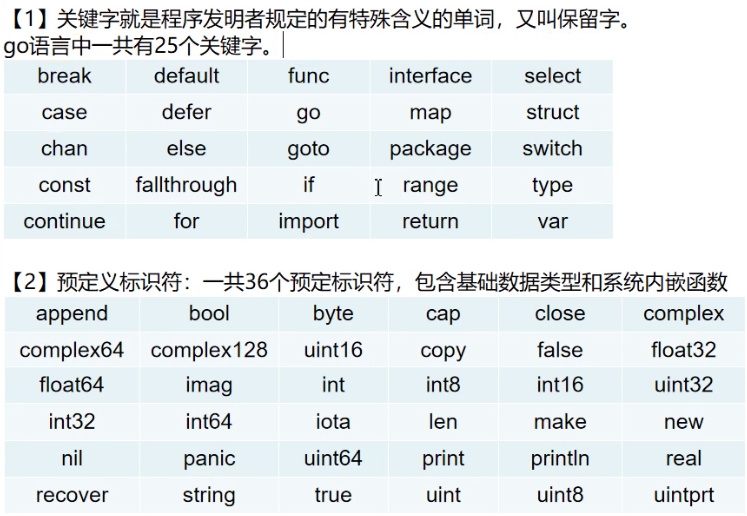 【1】关键字就是程序发明者规定的有特殊含义的单词，又叫保留字。
go语言中一共有25个关键字。
break default func interface select
case defer go map struct
chan else goto package switch
const fallthrough if range type
continue for import return var
【2】预定义标识符：一共36个预定标识符，包含基础数据类型和系统内嵌函数
append bool byte cap close complex
complex64 complex128 uint16 copy false float32
float64 imag int int8 int16 uint32
int32 int64 iota len make new
nil panic uint64 print println real
recover string true uint uint8 uintprt